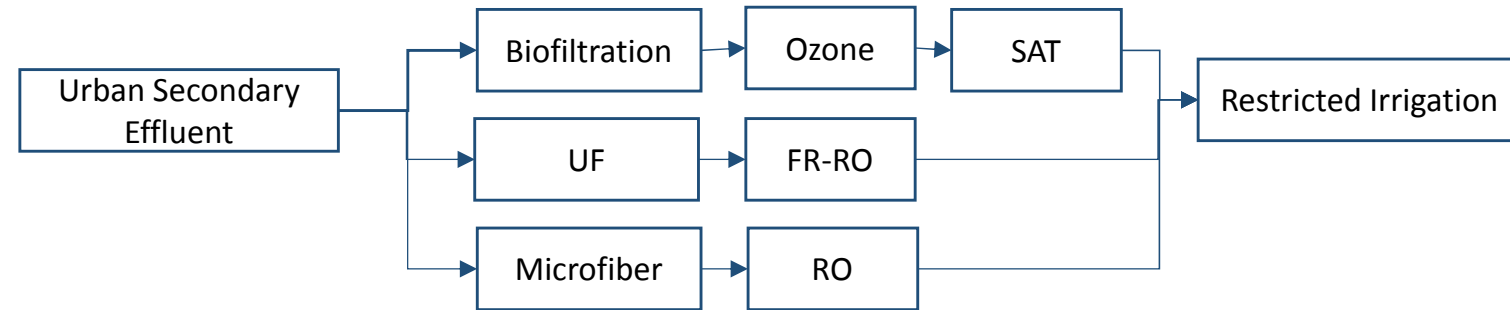 Urban Secondary
Effluent
Biofiltration
Ozone
SAT
UF
FR-RO
Microfiber
RO
Restricted Irrigation